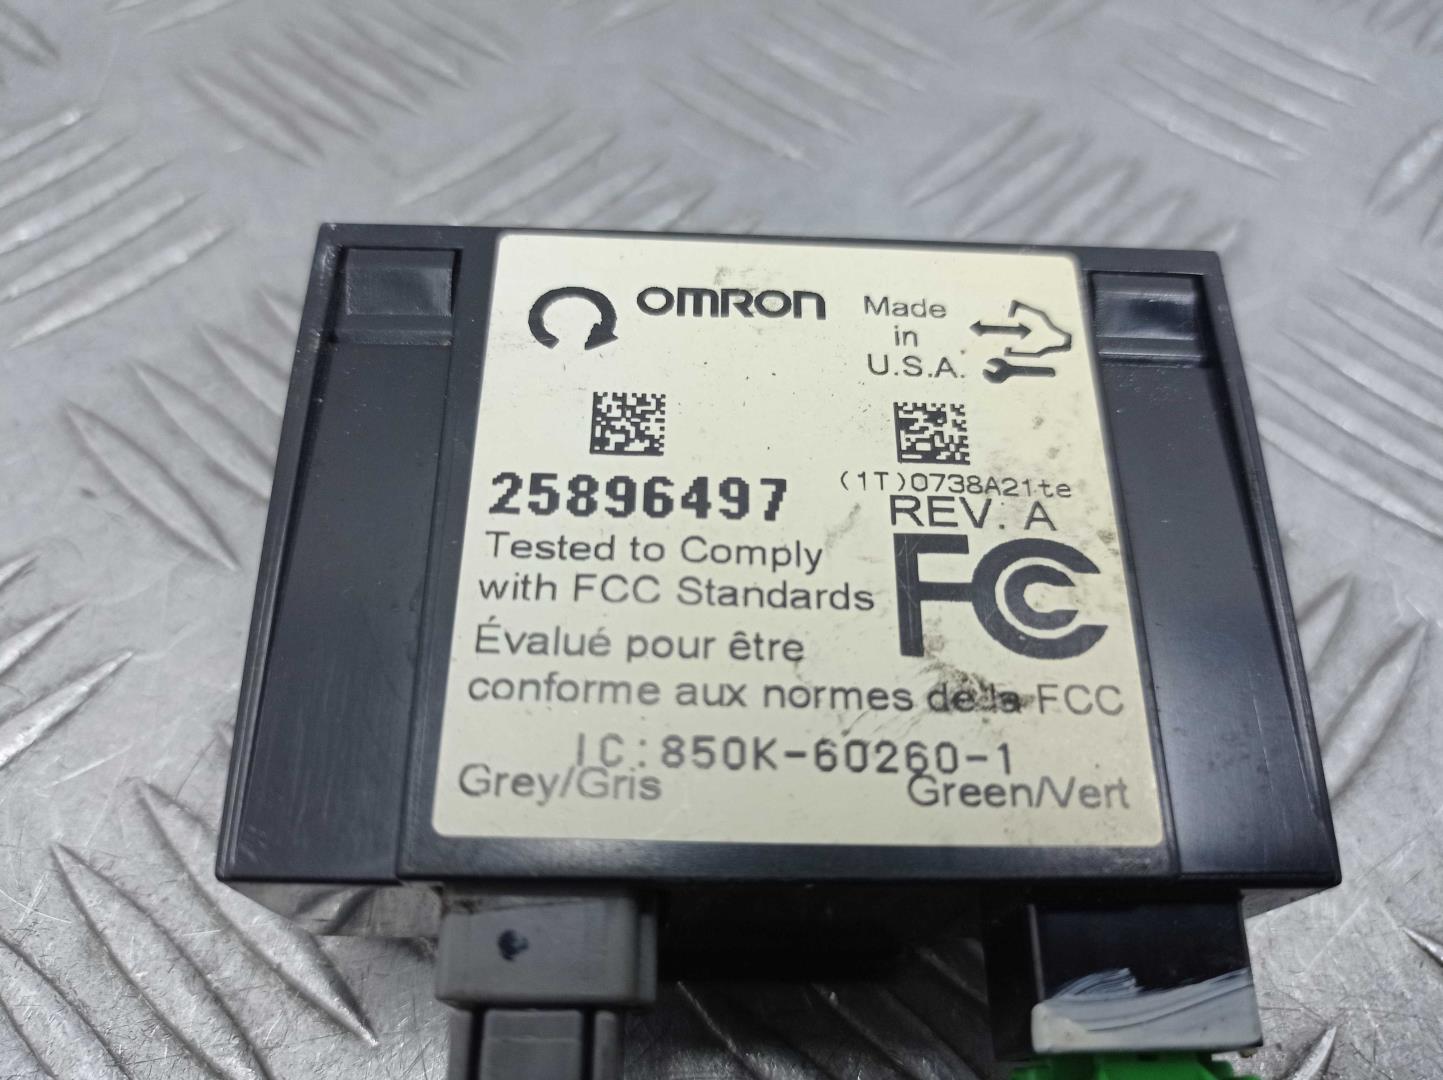 OMRON
Made
in
U.S.A.
25896497
(1T)0738A21te
REV: A
Tested to Comply
with FCC Standards
FC
Évalué pour être
conforme aux normes de la FCC
IC:850K-60260-1
Grey/Gris
Green/Vert